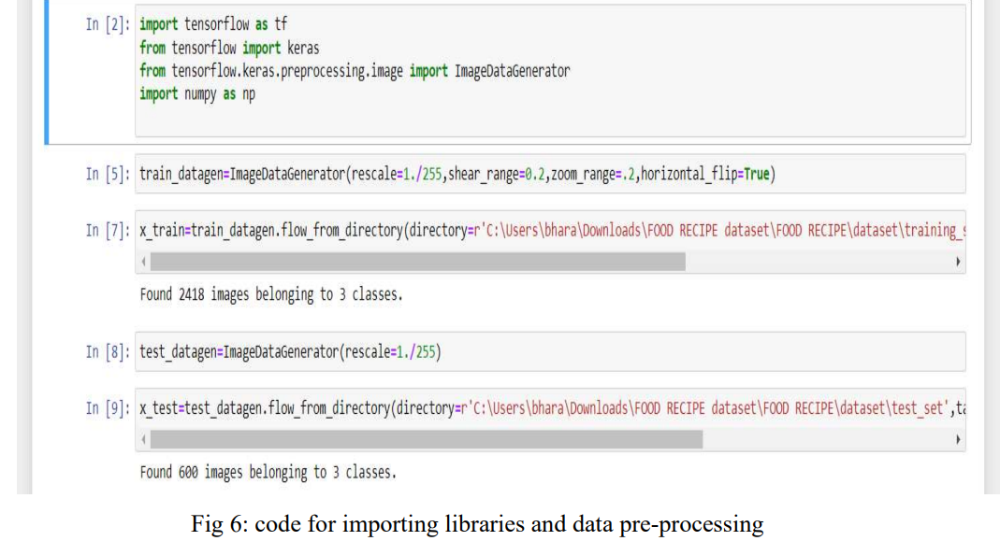 In [2]: import tensorflow as tf
from tensorflow import keras
from tensorflow.keras.preprocessing.image import ImageDataGenerator
import numpy as np
In [5]: train_datagen=ImageDataGenerator(rescale=1./255,shear_range=0.2,zoom_range=.2,horizontal_flip=True)
In [7]: x_train=train_datagen.flow_from_directory(directory=r'C:\Users\bhara\Downloads\FOOD RECIPE dataset\FOOD RECIPE\dataset\training_s
Found 2418 images belonging to 3 classes.
In [8]: test_datagen=ImageDataGenerator(rescale=1./255)
In [9]: x_test=test_datagen.flow_from_directory(directory=r'C:\Users\bhara\Downloads\FOOD RECIPE dataset\FOOD RECIPE\dataset\test_set',ta
Found 600 images belonging to 3 classes.
Fig 6: code for importing libraries and data pre-processing